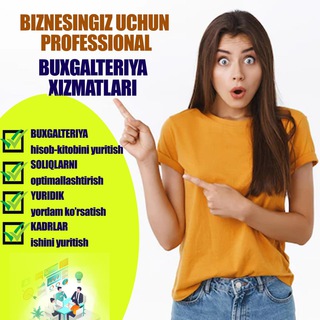 BIZNESINGIZ UCHUN
PROFESSIONAL
BUXGALTERIYA
XIZMATLARI
BUXGALTERIYA
hisob-kitobini yuritish
SOLIQLARNI
optimallashtirish
YURIDIK
yordam ko'rsatish
KADRLAR
ishini yuritish